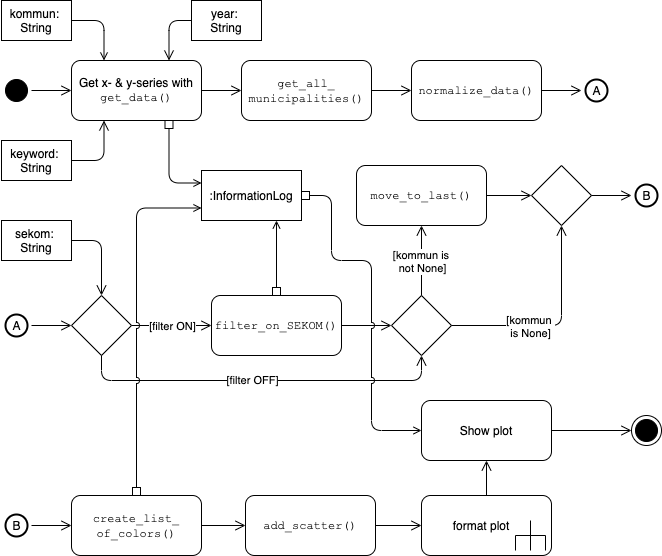 kommun:
String
year:
String
Get x- & y-series with
get_data()
get_all_
municipalities()
normalize_data()
A
keyword:
String
:InformationLog
move_to_last()
B
sekom:
String
[kommun is
not None]
A
[filter ON]
filter_on_SEKOM()
[kommun
is None]
[filter OFF]
Show plot
B
create_list_
of_colors()
add_scatter()
format plot